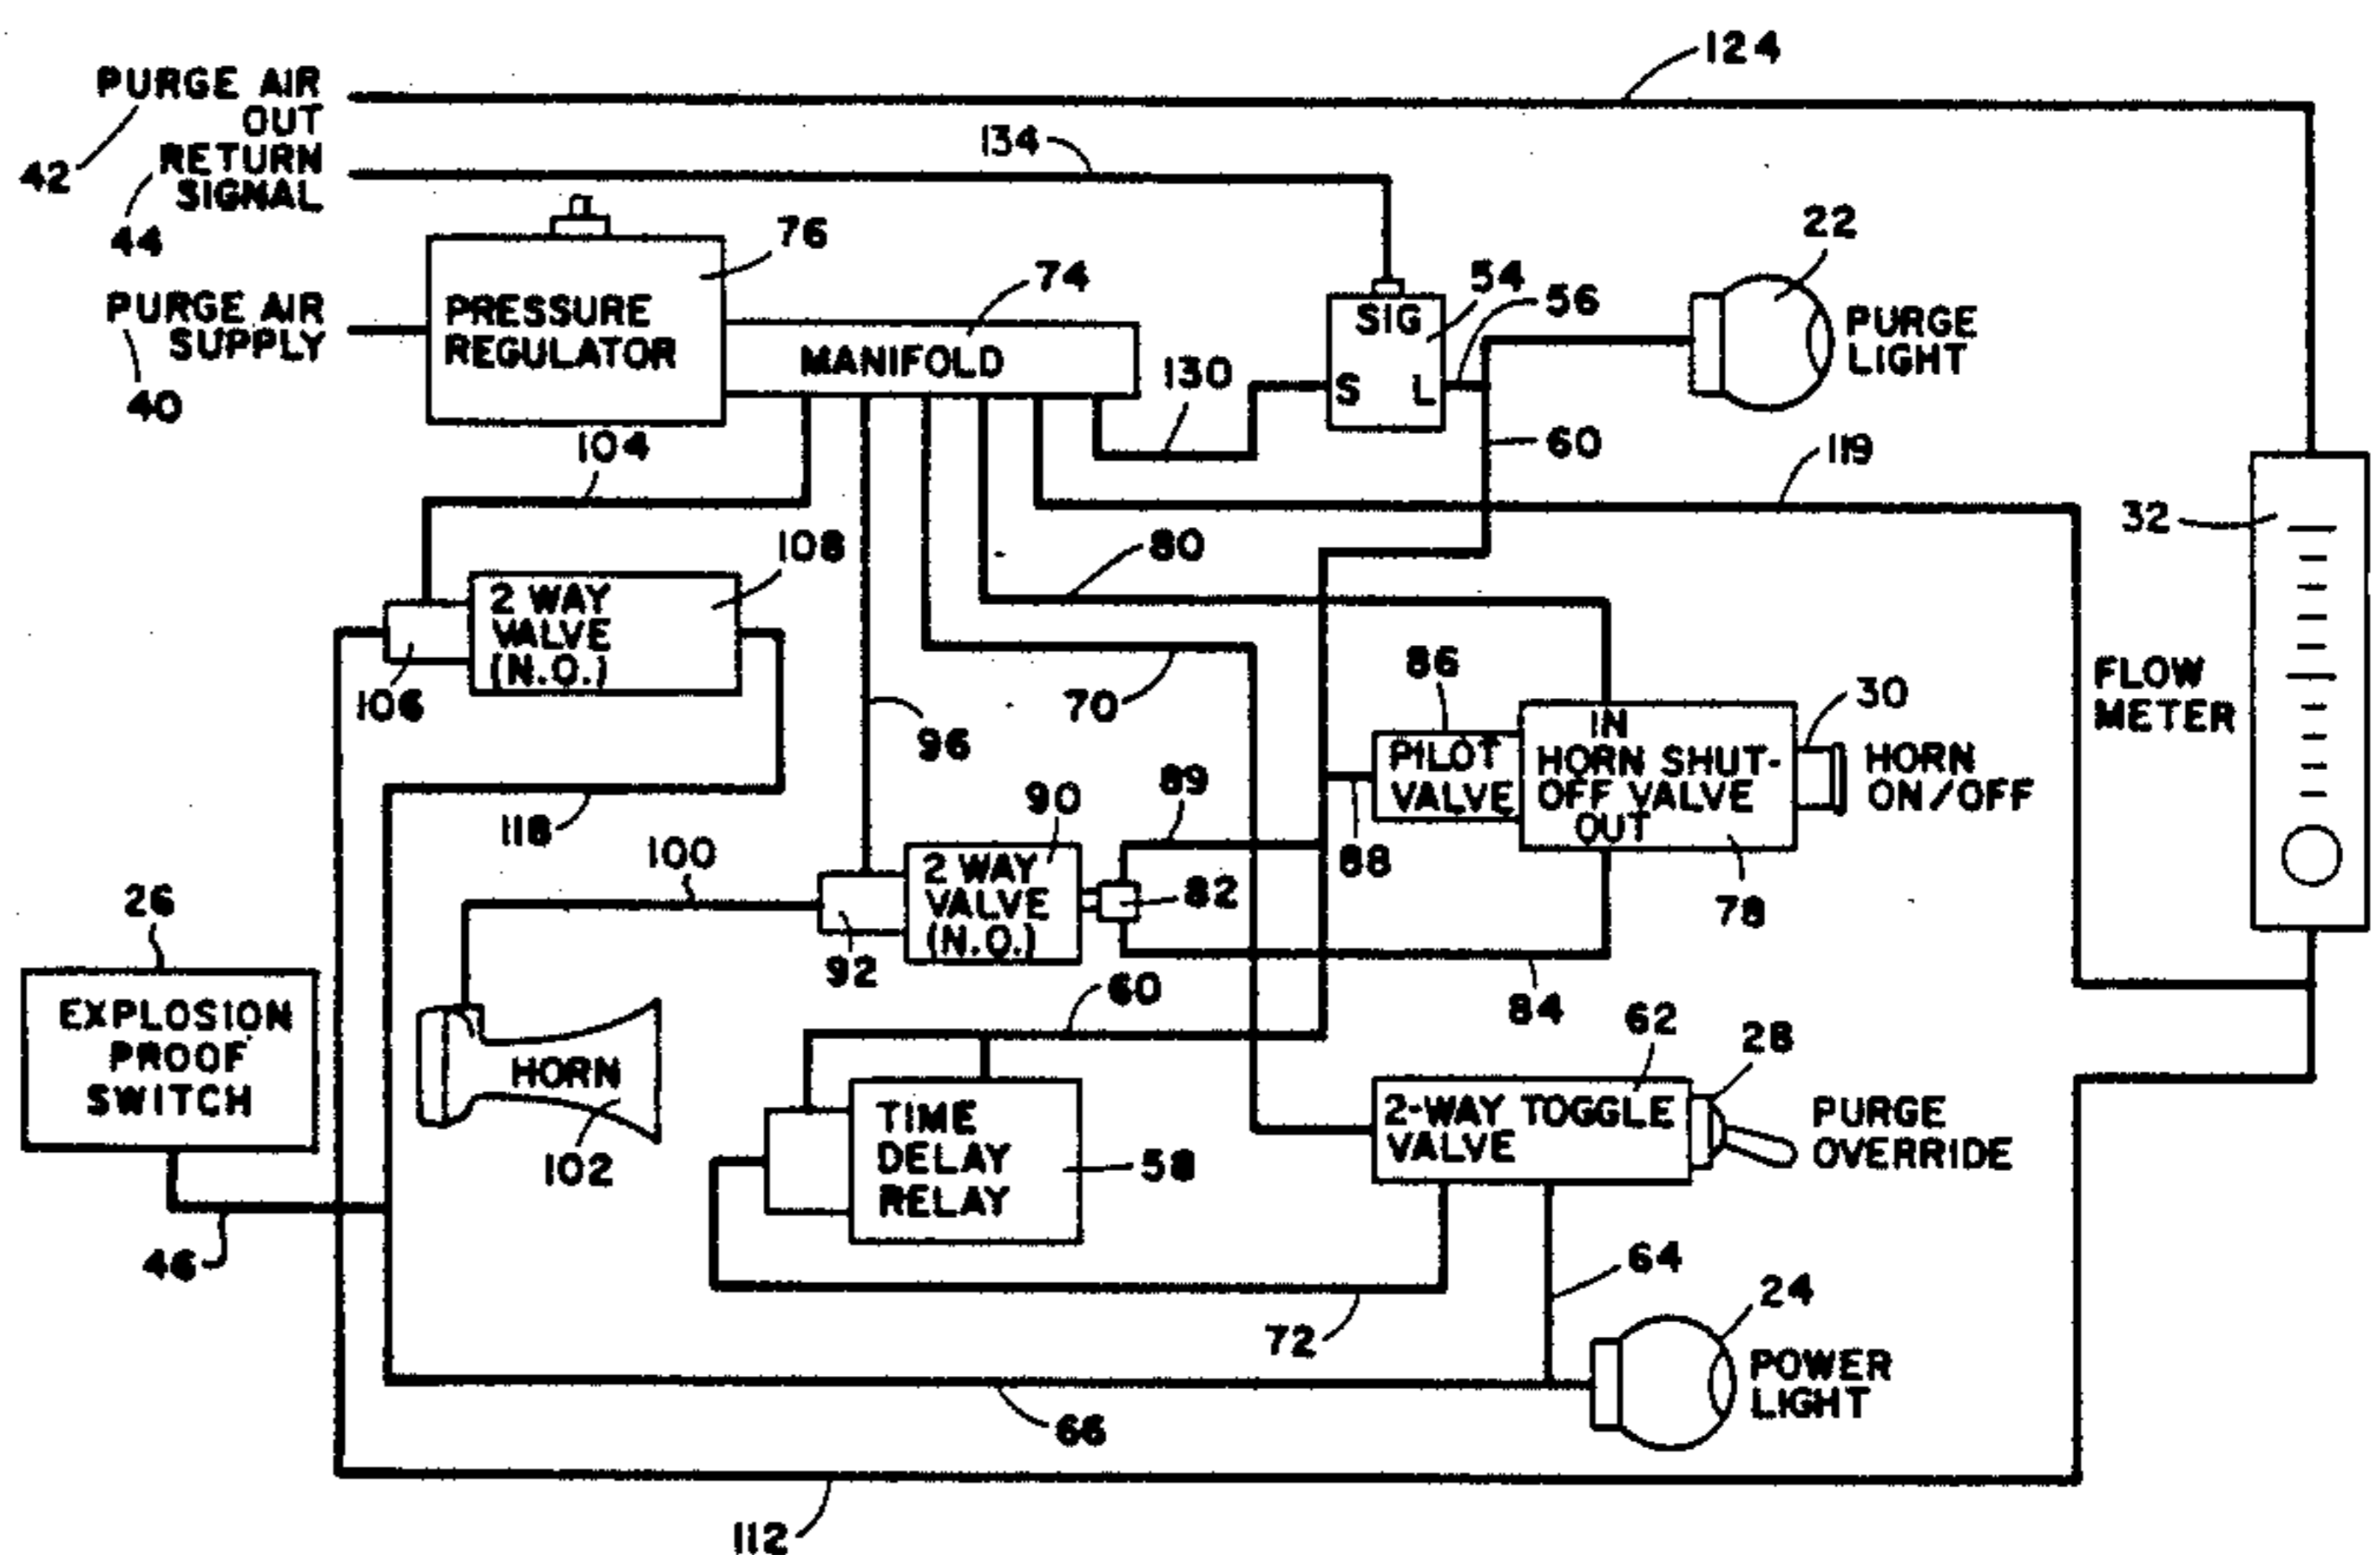 124
PURGE AIR
OUT
42
RETURN
SIGNAL
44
134
76
74
22
PURGE AIR
SUPPLY
40
PRESSURE
REGULATOR
MANIFOLD
SIG
S
L
54
56
PURGE
LIGHT
130
60
104
119
32
108
2 WAY
VALVE
(N.O.)
106
80
70
96
86
30
PILOT
VALVE
IN
HORN SHUT-
OFF VALVE
OUT
HORN
ON/OFF
FLOW
METER
118
100
90
89
88
78
2 WAY
VALVE
(N.O.)
82
92
26
EXPLOSION
PROOF
SWITCH
60
84
62
28
HORN
102
TIME
DELAY
RELAY
58
2-WAY TOGGLE
VALVE
PURGE
OVERRIDE
46
64
72
24
POWER
LIGHT
66
112